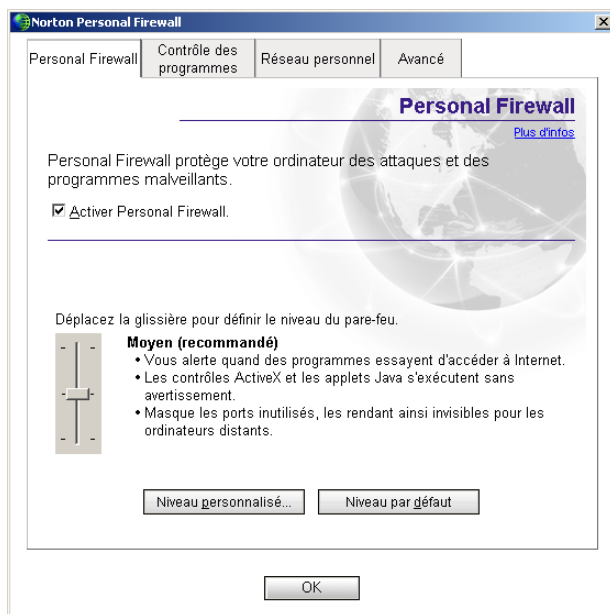 Norton Personal Firewall
Personal Firewall
Contrôle des
programmes
Réseau personnel
Avancé
Personal Firewall
Plus d'infos
Personal Firewall protège votre ordinateur des attaques et des
programmes malveillants.
Activer Personal Firewall.
Déplacez la glissière pour définir le niveau du pare-feu.
Moyen (recommandé)
• Vous alerte quand des programmes essayent d'accéder à Internet.
• Les contrôles ActiveX et les applets Java s'exécutent sans
avertissement.
• Masque les ports inutilisés, les rendant ainsi invisibles pour les
ordinateurs distants.
Niveau personnalisé...
Niveau par défaut
OK